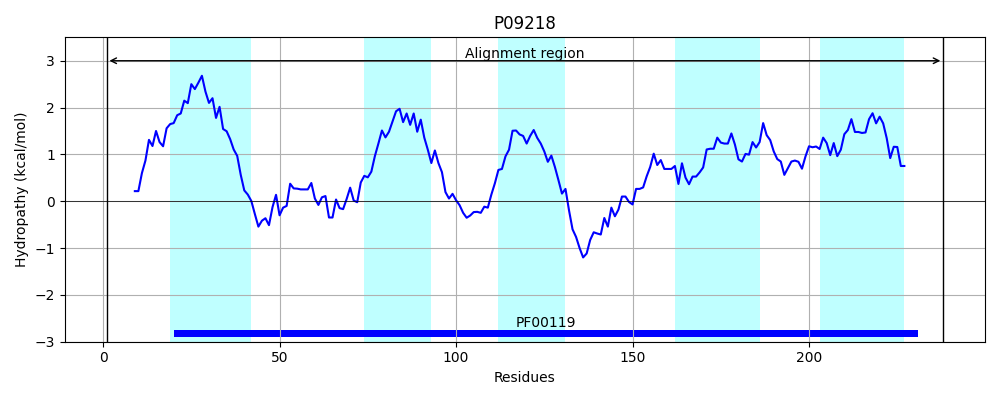 P09218
Alignment region
Hydropathy (kcal/mol)
3
2
1
0
−1
−2
−3
PF00119
0 50 100 150 200
Residues